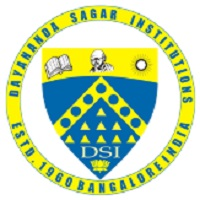 DAYANANDA SAGAR INSTITUTIONS
ESTD. 1960 BANGALORE INDIA
DSI